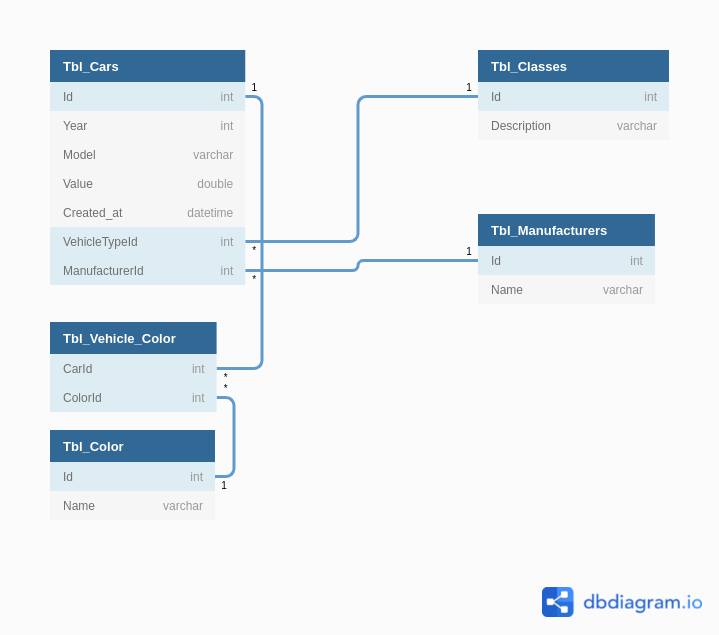 Tbl_Cars
Id int
Year int
Model varchar
Value double
Created_at datetime
VehicleTypeId int
ManufacturerId int
1
*
*
Tbl_Classes
1
Id int
Description varchar
Tbl_Manufacturers
1
Id int
Name varchar
Tbl_Vehicle_Color
CarId int
ColorId int
*
*
Tbl_Color
Id int
Name varchar
1
dbdiagram.io